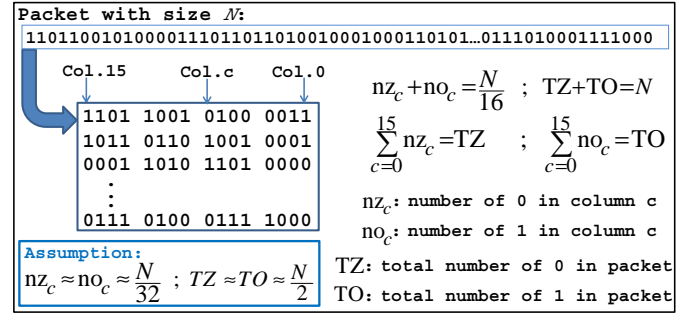 Packet with size N:
11011001010000111011011010010001000110101…0111010001111000
Col.15 Col.c Col.0
1101 1001 0100 0011
1011 0110 1001 0001
0001 1010 1101 0000
⋮
0111 0100 0111 1000
Assumption:
nz_c ≈ no_c ≈ N/32 ; TZ ≈ TO ≈ N/2
nz_c + no_c = N/16 ; TZ+TO=N
∑_{c=0}^{15} nz_c = TZ ; ∑_{c=0}^{15} no_c = TO
nz_c: number of 0 in column c
no_c: number of 1 in column c
TZ: total number of 0 in packet
TO: total number of 1 in packet